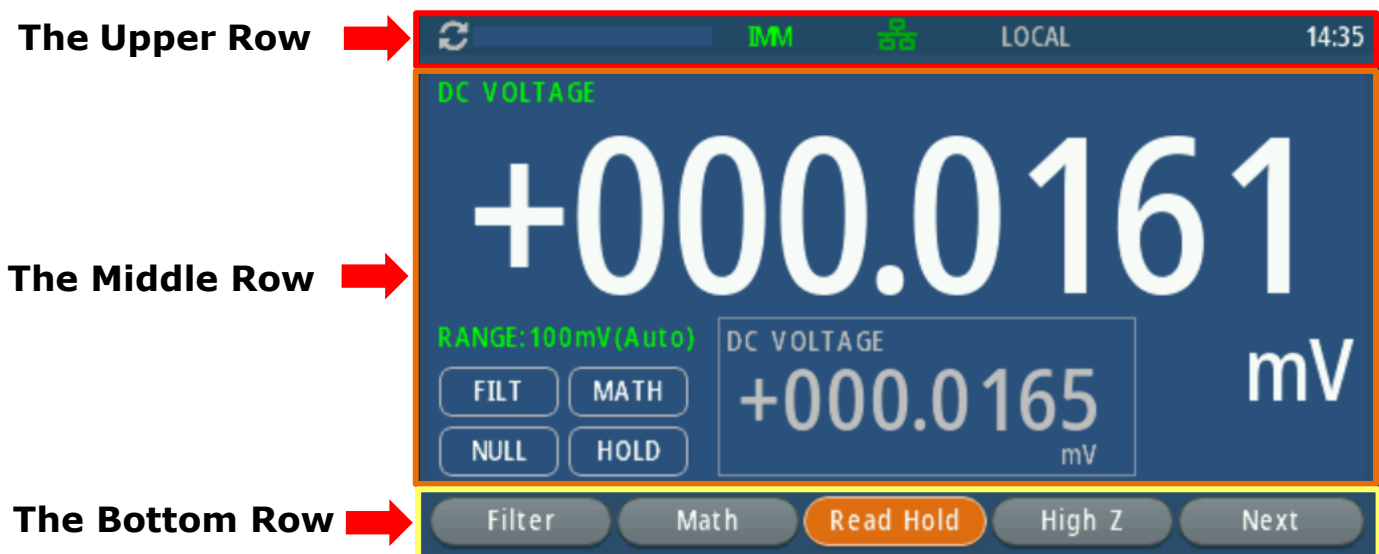 The Upper Row
IMM LOCAL 14:35
The Middle Row
DC VOLTAGE
+000.0161
mV
RANGE:100mV(Auto)
FILT MATH
NULL HOLD
DC VOLTAGE
+000.0165
mV
The Bottom Row
Filter Math Read Hold High Z Next